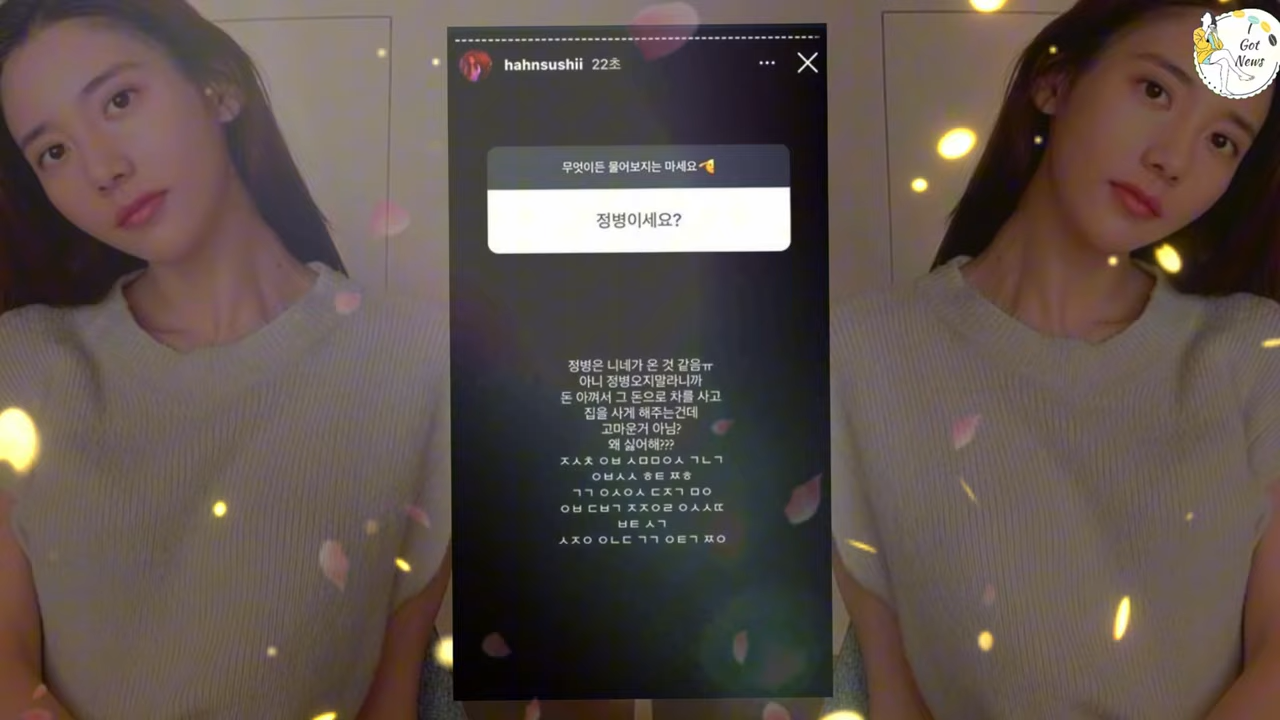 I
Got
News
hahnsushii 22초
무엇이든 물어보지는 마세요
정병이세요?
정병은 니네가 온 것 같음ㅠ
아니 정병오지말라니까
돈 아껴서 그 돈으로 차를 사고
집을 사게 해주는건데
고마운거 아님?
왜 싫어해???
ㅈㅅㅊ ㅇㅂ ㅅㅁㅁㅇㅅ ㄱㄴㄱ
ㅇㅂㅅㅅ ㅎㅌ ㅉㅎ
ㄱㄱ ㅇㅅㅇㅅ ㄷㅈㄱ ㅁㅇ
ㅇㅂ ㄷㅂㄱ ㅈㅈㅇㄹ ㅇㅅㅅㄸ
ㅂㅌ ㅅㄱ
ㅅㅈㅇ ㅇㄴㄷ ㄱㄱ ㅇㅌㄱ ㅉㅇ